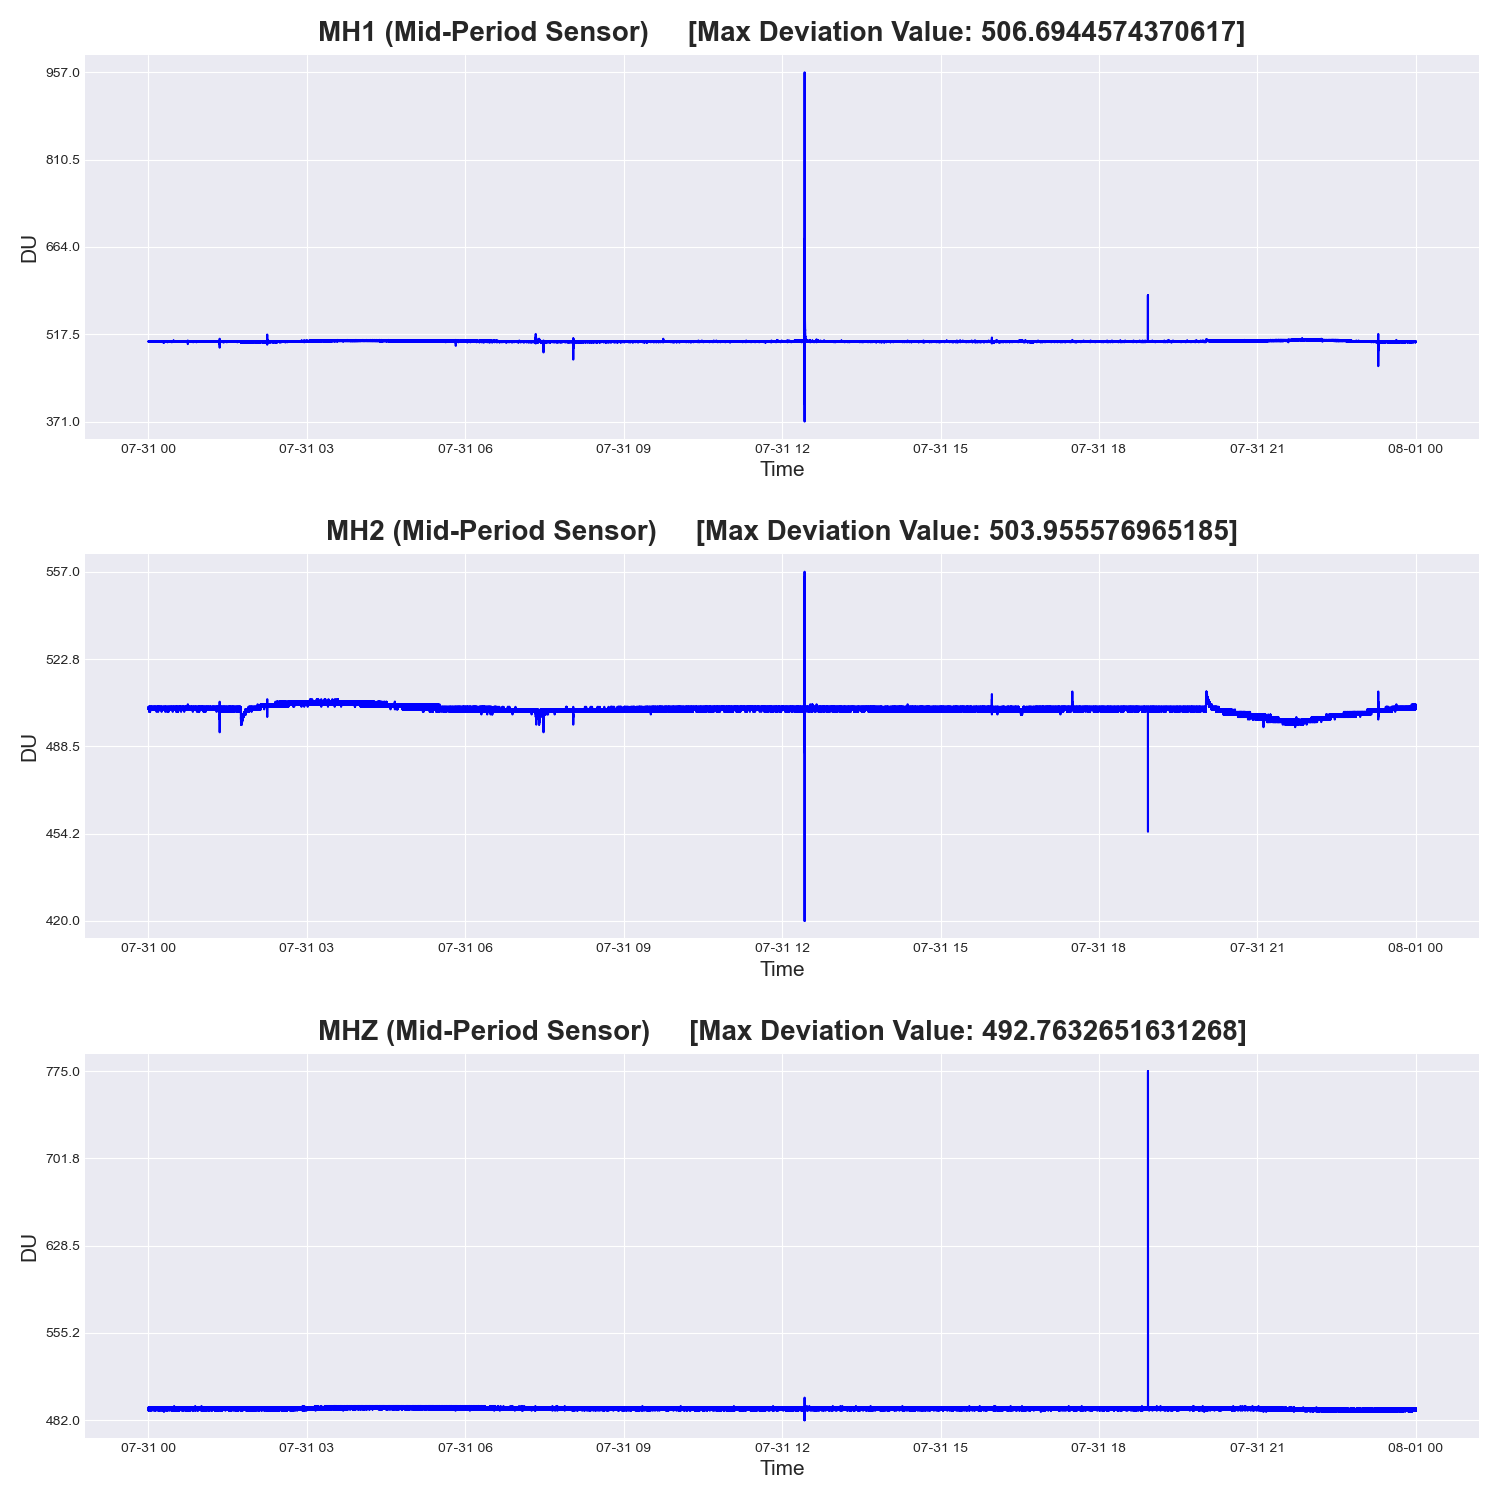 MH1 (Mid-Period Sensor) [Max Deviation Value: 506.6944574370617]
957.0
810.5
664.0
517.5
371.0
DU
07-31 00 07-31 03 07-31 06 07-31 09 07-31 12 07-31 15 07-31 18 07-31 21 08-01 00
Time
MH2 (Mid-Period Sensor) [Max Deviation Value: 503.955576965185]
557.0
522.8
488.5
454.2
420.0
DU
07-31 00 07-31 03 07-31 06 07-31 09 07-31 12 07-31 15 07-31 18 07-31 21 08-01 00
Time
MHZ (Mid-Period Sensor) [Max Deviation Value: 492.7632651631268]
775.0
701.8
628.5
555.2
482.0
DU
07-31 00 07-31 03 07-31 06 07-31 09 07-31 12 07-31 15 07-31 18 07-31 21 08-01 00
Time